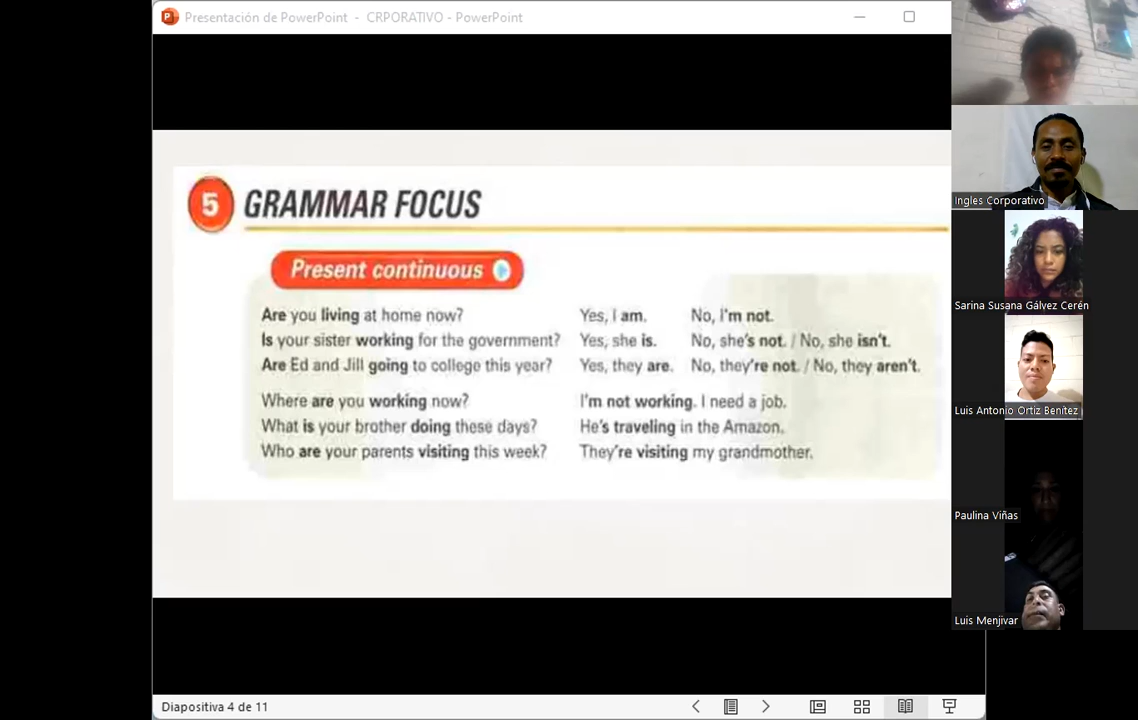 Presentación de PowerPoint - CRPORATIVO - PowerPoint
5 GRAMMAR FOCUS
Present continuous
Are you living at home now? Yes, I am. No, I'm not.
Is your sister working for the government? Yes, she is. No, she's not. / No, she isn't.
Are Ed and Jill going to college this year? Yes, they are. No, they're not. / No, they aren't.
Where are you working now? I'm not working. I need a job.
What is your brother doing these days? He's traveling in the Amazon.
Who are your parents visiting this week? They're visiting my grandmother.
Diapositiva 4 de 11
Ingles Corporativo
Sarina Susana Gálvez Cerén
Luis Antonio Ortiz Benítez
Paulina Viñas
Luis Menjivar